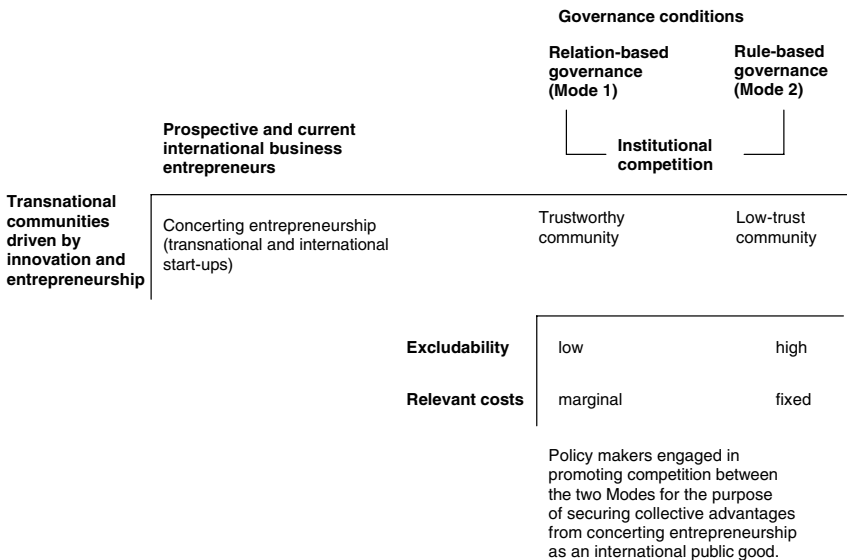 Governance conditions
Relation-based
governance
(Mode 1)
Rule-based
governance
(Mode 2)
Prospective and current
international business
entrepreneurs
Institutional
competition
Transnational
communities
driven by
innovation and
entrepreneurship
Concerting entrepreneurship
(transnational and international
start-ups)
Trustworthy
community
Low-trust
community
Excludability
low
high
Relevant costs
marginal
fixed
Policy makers engaged in
promoting competition between
the two Modes for the purpose
of securing collective advantages
from concerting entrepreneurship
as an international public good.